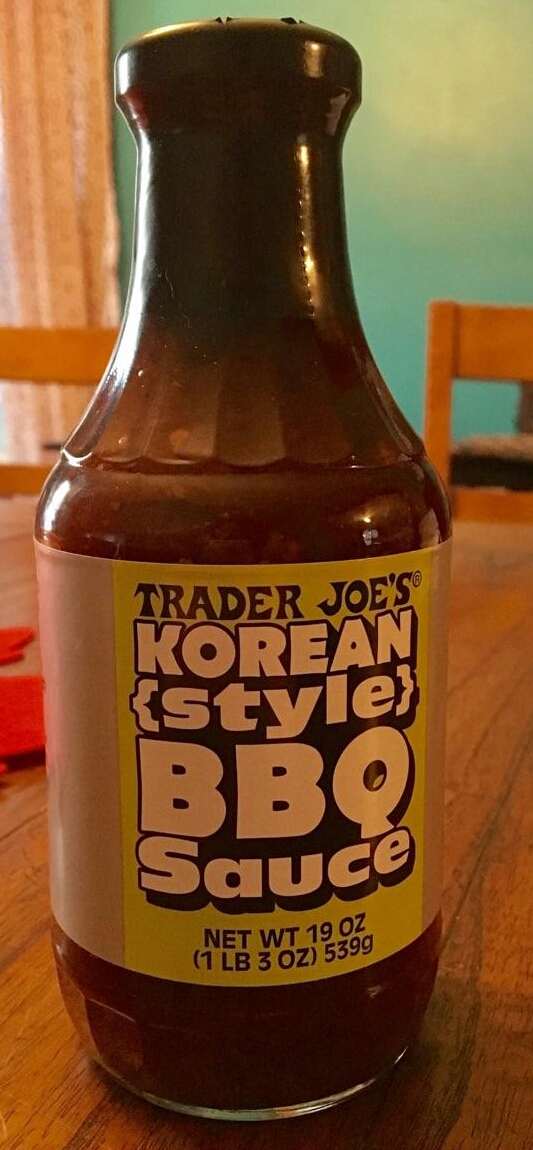 TRADER JOE'S®
KOREAN
{style}
BBQ
Sauce
NET WT 19 OZ
(1 LB 3 OZ) 539g